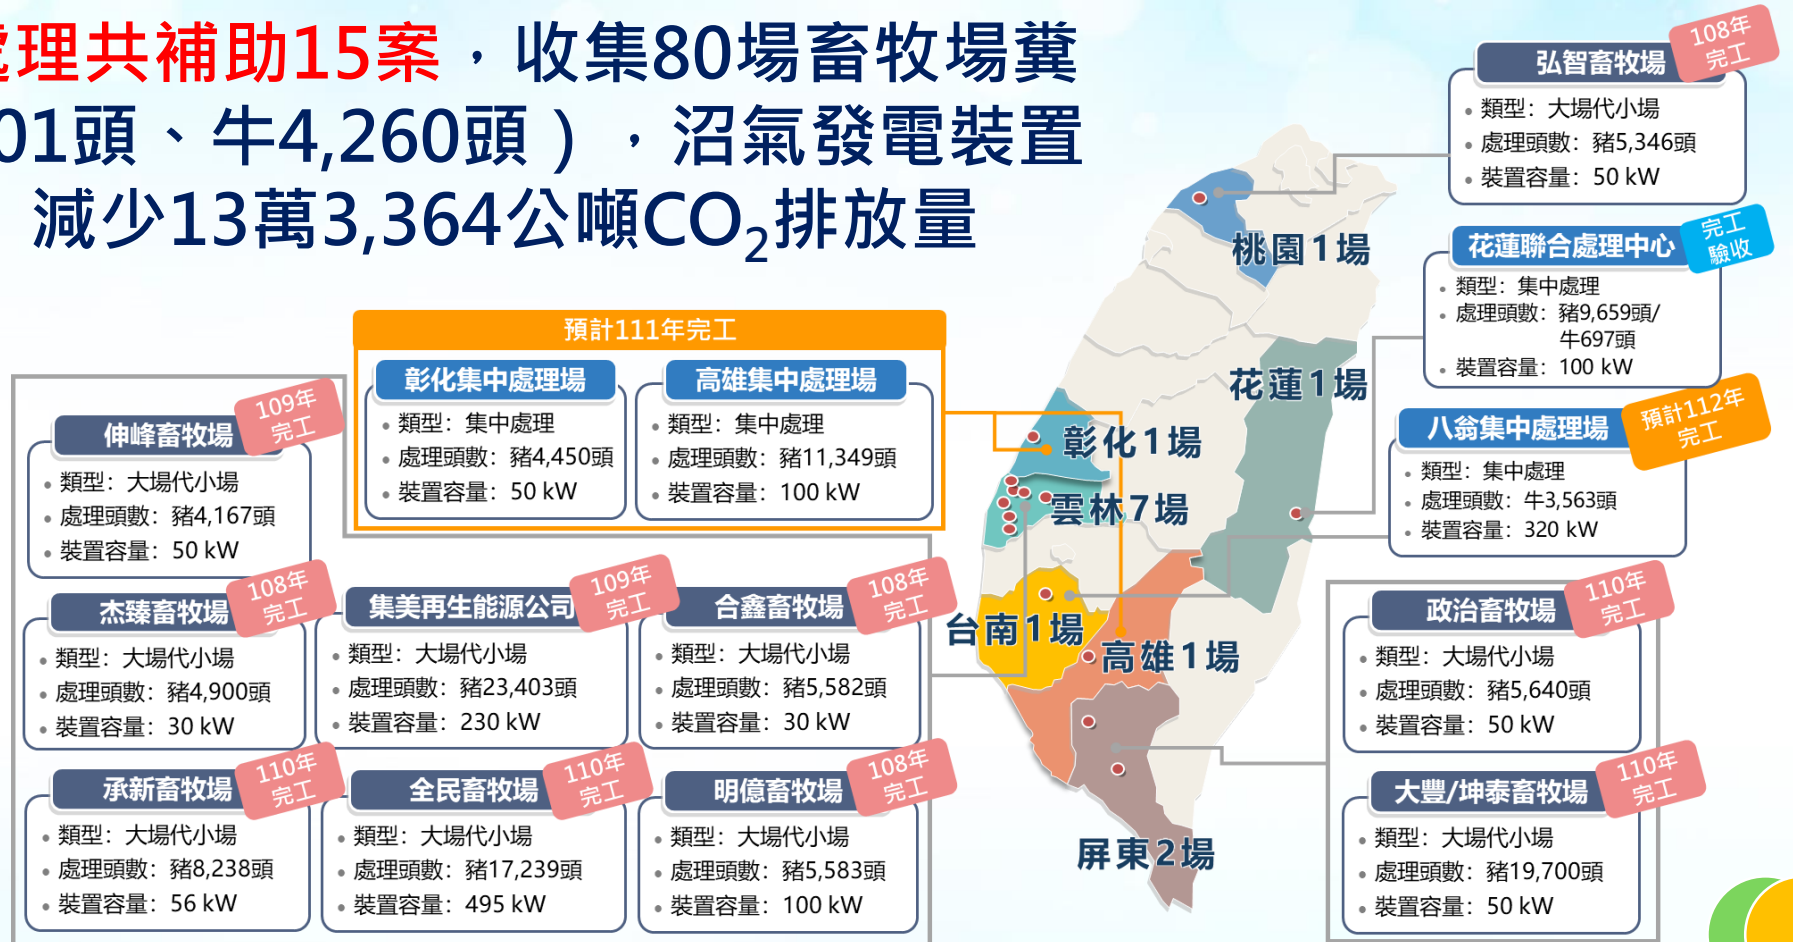 處理共補助15案，收集80場畜牧場糞
01頭、牛4,260頭），沼氣發電裝置
減少13萬3,364公噸CO₂排放量
弘智畜牧場
108年
完工
類型：大場代小場
處理頭數：豬5,346頭
裝置容量：50 kW
花蓮聯合處理中心
完工
驗收
類型：集中處理
處理頭數：豬9,659頭/
牛697頭
裝置容量：100 kW
八翁集中處理場
預計112年
完工
類型：集中處理
處理頭數：牛3,563頭
裝置容量：320 kW
預計111年完工
彰化集中處理場
類型：集中處理
處理頭數：豬4,450頭
裝置容量：50 kW
高雄集中處理場
類型：集中處理
處理頭數：豬11,349頭
裝置容量：100 kW
桃園1場
花蓮1場
彰化1場
雲林7場
台南1場
高雄1場
屏東2場
伸峰畜牧場
109年
完工
類型：大場代小場
處理頭數：豬4,167頭
裝置容量：50 kW
杰臻畜牧場
108年
完工
類型：大場代小場
處理頭數：豬4,900頭
裝置容量：30 kW
集美再生能源公司
109年
完工
類型：大場代小場
處理頭數：豬23,403頭
裝置容量：230 kW
合鑫畜牧場
108年
完工
類型：大場代小場
處理頭數：豬5,582頭
裝置容量：30 kW
承新畜牧場
110年
完工
類型：大場代小場
處理頭數：豬8,238頭
裝置容量：56 kW
全民畜牧場
110年
完工
類型：大場代小場
處理頭數：豬17,239頭
裝置容量：495 kW
明億畜牧場
108年
完工
類型：大場代小場
處理頭數：豬5,583頭
裝置容量：100 kW
政治畜牧場
110年
完工
類型：大場代小場
處理頭數：豬5,640頭
裝置容量：50 kW
大豐/坤泰畜牧場
110年
完工
類型：大場代小場
處理頭數：豬19,700頭
裝置容量：50 kW